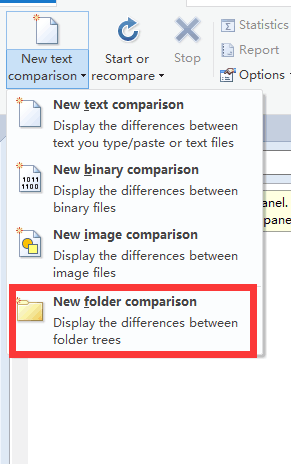 New text
comparison
Start or
recompare
Stop
Statistics
Report
Options
New text comparison
Display the differences between
text you type/paste or text files
1011
1100
New binary comparison
Display the differences between
binary files
New image comparison
Display the differences between
image files
New folder comparison
Display the differences between
folder trees
anel.
pane